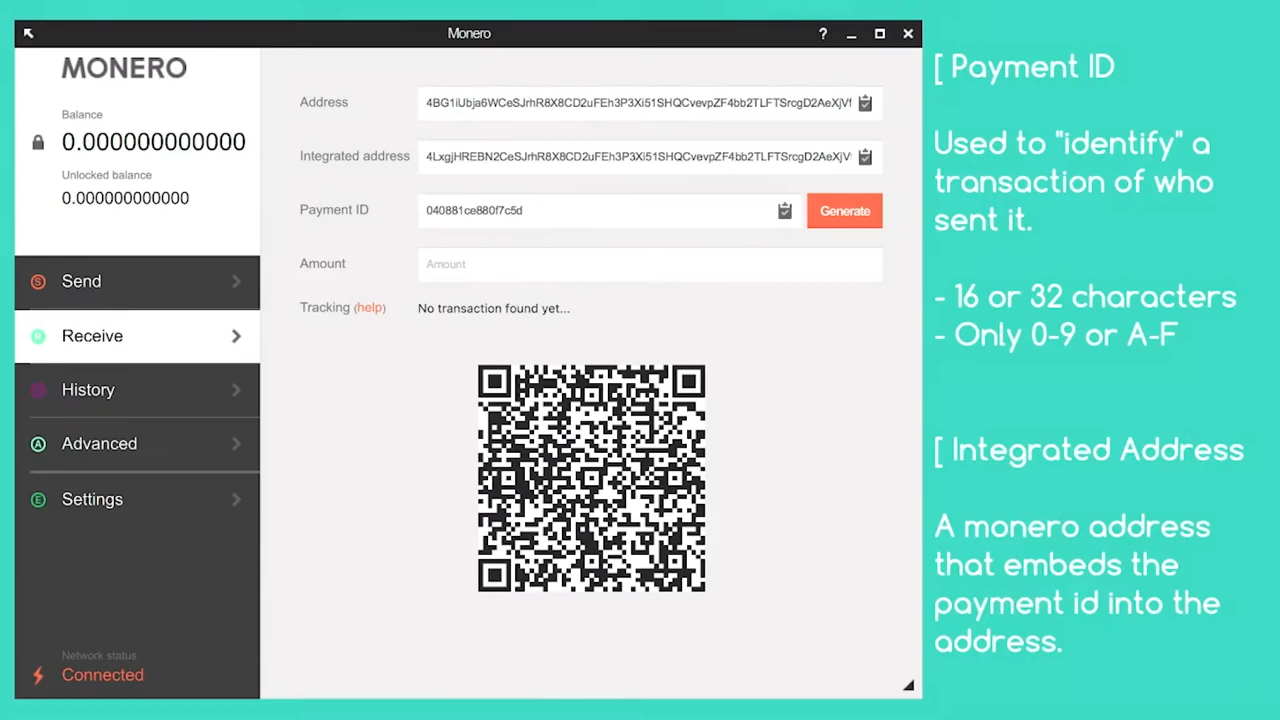 Monero
?
MONERO
Balance
0.000000000000
Unlocked balance
0.000000000000
Send
Receive
History
Advanced
Settings
Network status
Connected
Address
4BG1iUbja6WCeSJrhR8X8CD2uFEh3P3Xi51SHQCvevpZF4bb2TLFTSrcgD2AeXjVf
Integrated address
4LxgjHREBN2CeSJrhR8X8CD2uFEh3P3Xi51SHQCvevpZF4bb2TLFTSrcgD2AeXjV
Payment ID
040881ce880f7c5d
Generate
Amount
Amount
Tracking (help)
No transaction found yet...
[ Payment ID
Used to "identify" a
transaction of who
sent it.
- 16 or 32 characters
- Only 0-9 or A-F
[ Integrated Address
A monero address
that embeds the
payment id into the
address.